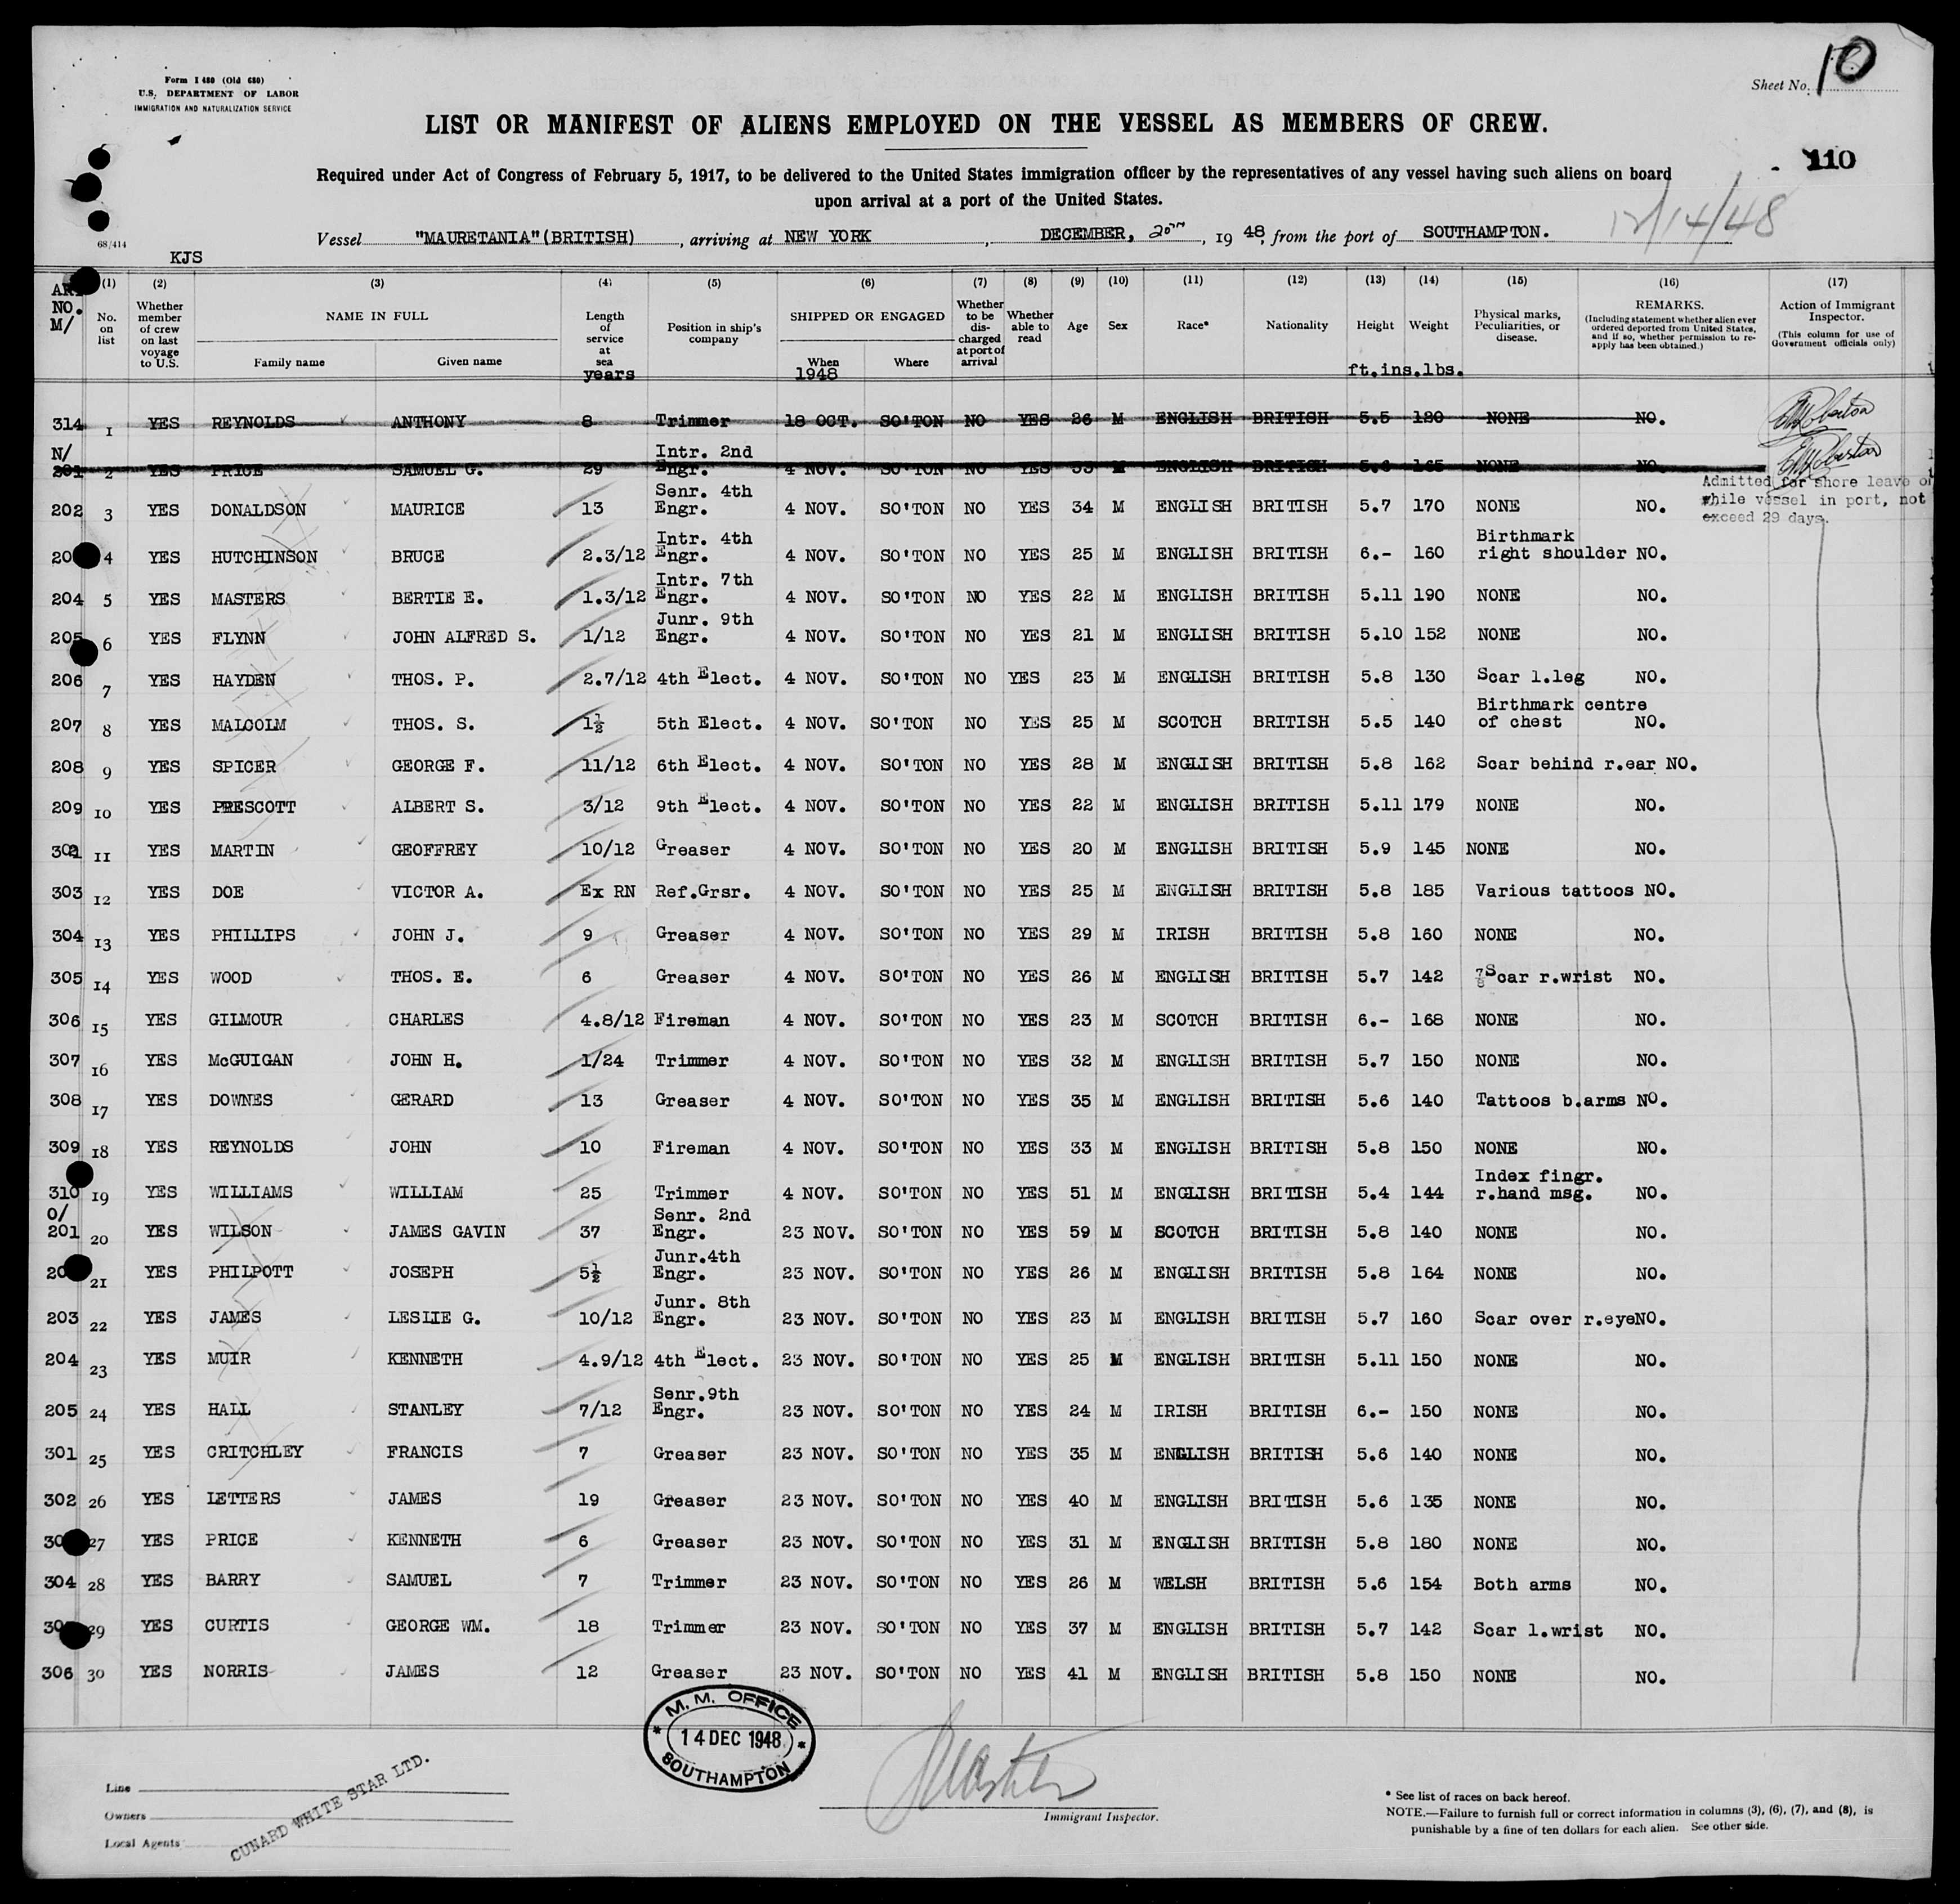 Form I 480 (Old 680)
U.S. DEPARTMENT OF LABOR
IMMIGRATION AND NATURALIZATION SERVICE
Sheet No. 10
LIST OR MANIFEST OF ALIENS EMPLOYED ON THE VESSEL AS MEMBERS OF CREW.
110
Required under Act of Congress of February 5, 1917, to be delivered to the United States immigration officer by the representatives of any vessel having such aliens on board
upon arrival at a port of the United States.
12/14/48
68/414
Vessel "MAURETANIA" (BRITISH), arriving at NEW YORK, DECEMBER, 20TH, 1948, from the port of SOUTHAMPTON.
KJS
NO. M/
(1) No. on list
(2) Whether member of crew on last voyage to U.S.
(3) NAME IN FULL Family name Given name
(4) Length of service at sea years
(5) Position in ship's company
(6) SHIPPED OR ENGAGED When 1948 Where
(7) Whether to be discharged at port of arrival
(8) Whether able to read
(9) Age
(10) Sex
(11) Race*
(12) Nationality
(13) Height ft.ins.
(14) Weight lbs.
(15) Physical marks, Peculiarities, or disease.
(16) REMARKS. (Including statement whether alien ever ordered deported from United States, and if so, whether permission to re-apply has been obtained.)
(17) Action of Immigrant Inspector. (This column for use of Government officials only)
314 1 YES REYNOLDS ANTHONY 8 Trimmer 18 OCT. SO'TON NO YES 26 M ENGLISH BRITISH 5.5 120 NONE NO.
N/
201 2 YES PRICE SAMUEL G. 29 Intr. 2nd Engr. 4 NOV. SO'TON NO YES 53 M ENGLISH BRITISH 5.6 165 NONE NO.
Admitted for shore leave
while vessel in port, not
exceed 29 days.
202 3 YES DONALDSON MAURICE 13 Senr. 4th Engr. 4 NOV. SO'TON NO YES 34 M ENGLISH BRITISH 5.7 170 NONE NO.
20 4 YES HUTCHINSON BRUCE 2.3/12 Intr. 4th Engr. 4 NOV. SO'TON NO YES 25 M ENGLISH BRITISH 6.- 160 Birthmark right shoulder NO.
204 5 YES MASTERS BERTIE E. 1.3/12 Intr. 7th Engr. 4 NOV. SO'TON NO YES 22 M ENGLISH BRITISH 5.11 190 NONE NO.
205 6 YES FLYNN JOHN ALFRED S. 1/12 Junr. 9th Engr. 4 NOV. SO'TON NO YES 21 M ENGLISH BRITISH 5.10 152 NONE NO.
206 7 YES HAYDEN THOS. P. 2.7/12 4th Elect. 4 NOV. SO'TON NO YES 23 M ENGLISH BRITISH 5.8 130 Scar l.leg NO.
207 8 YES MALCOLM THOS. S. 1½ 5th Elect. 4 NOV. SO'TON NO YES 25 M SCOTCH BRITISH 5.5 140 Birthmark centre of chest NO.
208 9 YES SPICER GEORGE F. 11/12 6th Elect. 4 NOV. SO'TON NO YES 28 M ENGLISH BRITISH 5.8 162 Scar behind r.ear NO.
209 10 YES PRESCOTT ALBERT S. 3/12 9th Elect. 4 NOV. SO'TON NO YES 22 M ENGLISH BRITISH 5.11 179 NONE NO.
302 11 YES MARTIN GEOFFREY 10/12 Greaser 4 NOV. SO'TON NO YES 20 M ENGLISH BRITISH 5.9 145 NONE NO.
303 12 YES DOE VICTOR A. Ex RN Ref.Grsr. 4 NOV. SO'TON NO YES 25 M ENGLISH BRITISH 5.8 185 Various tattoos NO.
304 13 YES PHILLIPS JOHN J. 9 Greaser 4 NOV. SO'TON NO YES 29 M IRISH BRITISH 5.8 160 NONE NO.
305 14 YES WOOD THOS. E. 6 Greaser 4 NOV. SO'TON NO YES 26 M ENGLISH BRITISH 5.7 142 ⅞Scar r.wrist NO.
306 15 YES GILMOUR CHARLES 4.8/12 Fireman 4 NOV. SO'TON NO YES 23 M SCOTCH BRITISH 6.- 168 NONE NO.
307 16 YES McGUIGAN JOHN H. 1/24 Trimmer 4 NOV. SO'TON NO YES 32 M ENGLISH BRITISH 5.7 150 NONE NO.
308 17 YES DOWNES GERARD 13 Greaser 4 NOV. SO'TON NO YES 35 M ENGLISH BRITISH 5.6 140 Tattoos b.arms NO.
309 18 YES REYNOLDS JOHN 10 Fireman 4 NOV. SO'TON NO YES 33 M ENGLISH BRITISH 5.8 150 NONE NO.
310 19 YES WILLIAMS WILLIAM 25 Trimmer 4 NOV. SO'TON NO YES 51 M ENGLISH BRITISH 5.4 144 Index fingr. r.hand msg. NO.
O/
201 20 YES WILSON JAMES GAVIN 37 Senr. 2nd Engr. 23 NOV. SO'TON NO YES 59 M SCOTCH BRITISH 5.8 140 NONE NO.
20 21 YES PHILPOTT JOSEPH 5½ Junr.4th Engr. 23 NOV. SO'TON NO YES 26 M ENGLISH BRITISH 5.8 164 NONE NO.
203 22 YES JAMES LESLIE G. 10/12 Junr. 8th Engr. 23 NOV. SO'TON NO YES 23 M ENGLISH BRITISH 5.7 160 Scar over r.eye NO.
204 23 YES MUIR KENNETH 4.9/12 4th Elect. 23 NOV. SO'TON NO YES 25 M ENGLISH BRITISH 5.11 150 NONE NO.
205 24 YES HALL STANLEY 7/12 Senr.9th Engr. 23 NOV. SO'TON NO YES 24 M IRISH BRITISH 6.- 150 NONE NO.
301 25 YES CRITCHLEY FRANCIS 7 Greaser 23 NOV. SO'TON NO YES 35 M ENGLISH BRITISH 5.6 140 NONE NO.
302 26 YES LETTERS JAMES 19 Greaser 23 NOV. SO'TON NO YES 40 M ENGLISH BRITISH 5.6 135 NONE NO.
30 27 YES PRICE KENNETH 6 Greaser 23 NOV. SO'TON NO YES 31 M ENGLISH BRITISH 5.8 180 NONE NO.
304 28 YES BARRY SAMUEL 7 Trimmer 23 NOV. SO'TON NO YES 26 M WELSH BRITISH 5.6 154 Both arms NO.
30 29 YES CURTIS GEORGE WM. 18 Trimmer 23 NOV. SO'TON NO YES 37 M ENGLISH BRITISH 5.7 142 Scar l.wrist NO.
306 30 YES NORRIS JAMES 12 Greaser 23 NOV. SO'TON NO YES 41 M ENGLISH BRITISH 5.8 150 NONE NO.
M. M. OFFICE
14 DEC 1948
SOUTHAMPTON
Line
Owners
Local Agents
CUNARD WHITE STAR LTD.
Immigrant Inspector.
* See list of races on back hereof.
NOTE.—Failure to furnish full or correct information in columns (3), (6), (7), and (8), is
punishable by a fine of ten dollars for each alien. See other side.